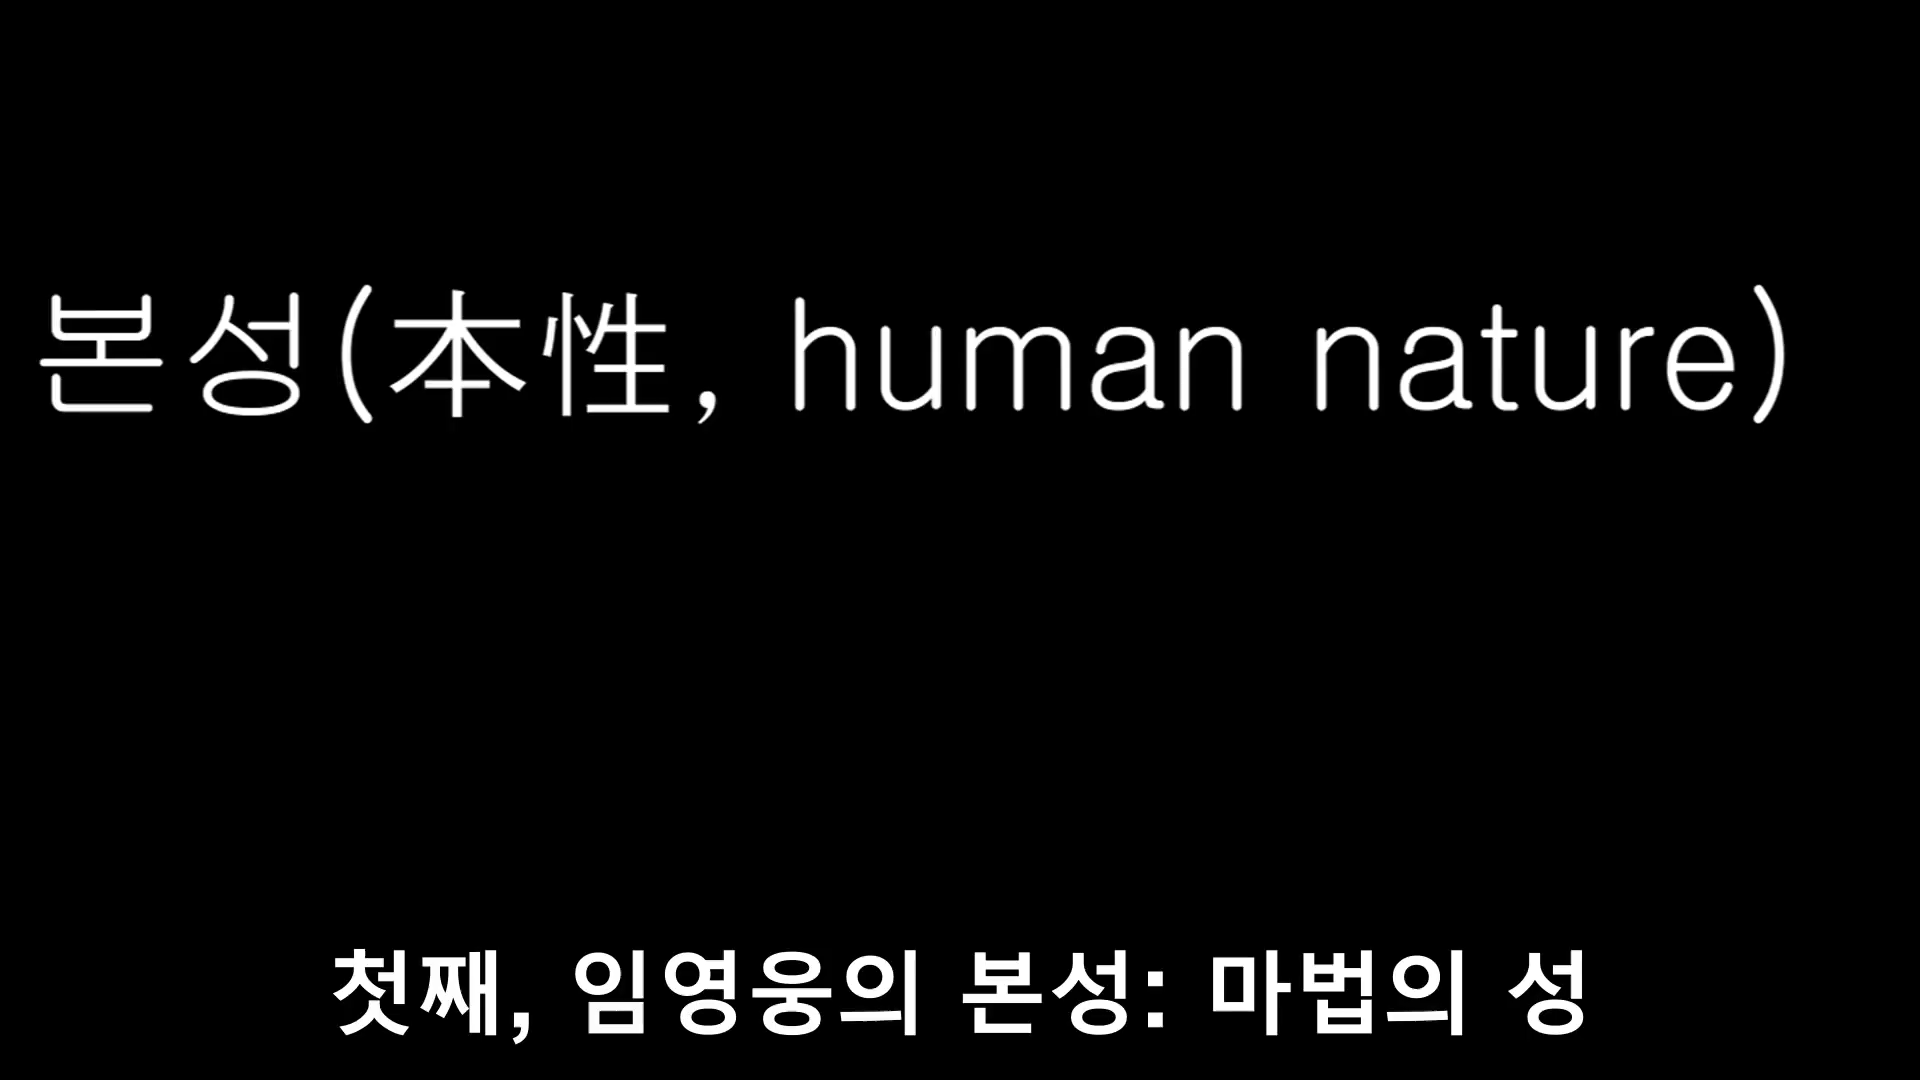 본성(本性, human nature)
첫째, 임영웅의 본성: 마법의 성